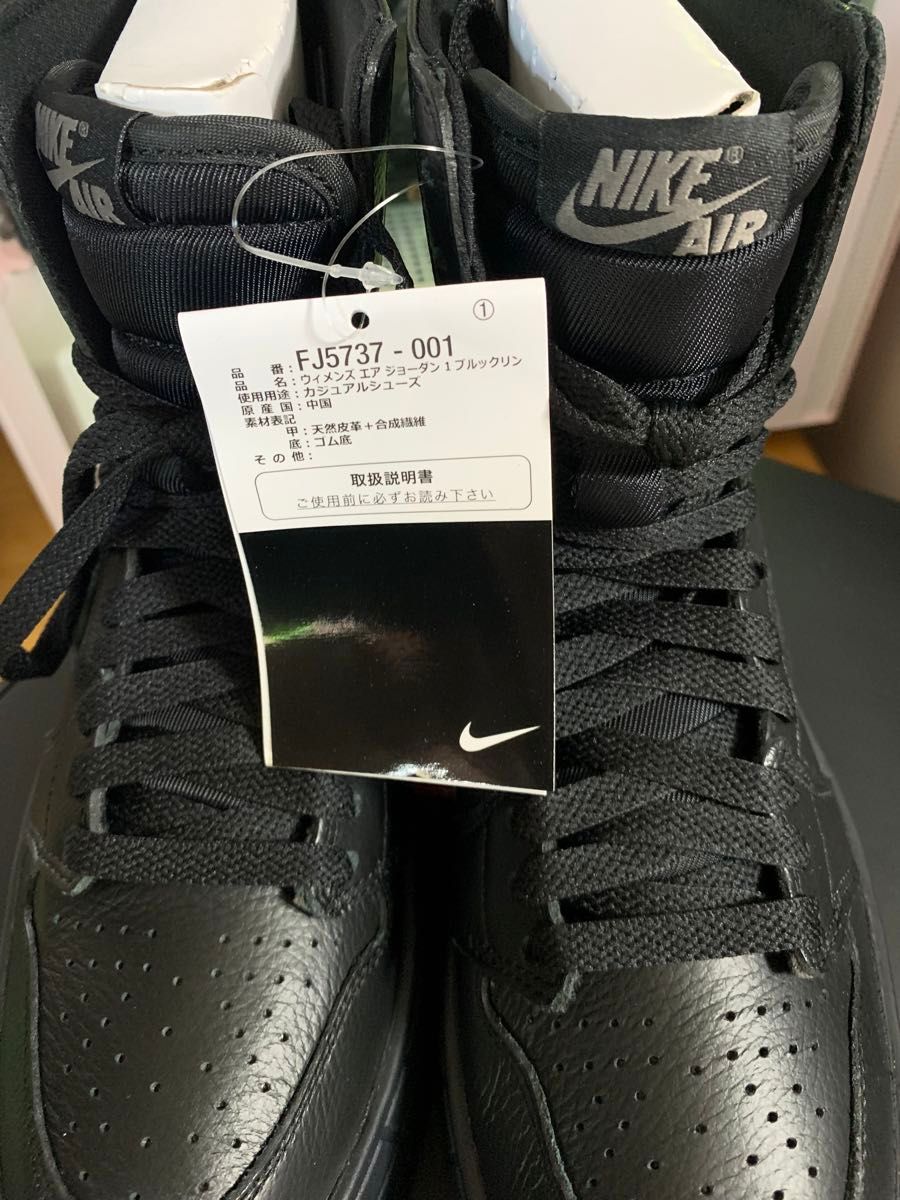 NIKE®
AIR
NIKE®
AIR
①
品 番:FJ5737-001
品 名:ウィメンズ エア ジョーダン 1 ブルックリン
使用用途:カジュアルシューズ
原産国:中国
素材表記
甲:天然皮革+合成繊維
底:ゴム底
その他:
取扱説明書
ご使用前に必ずお読み下さい